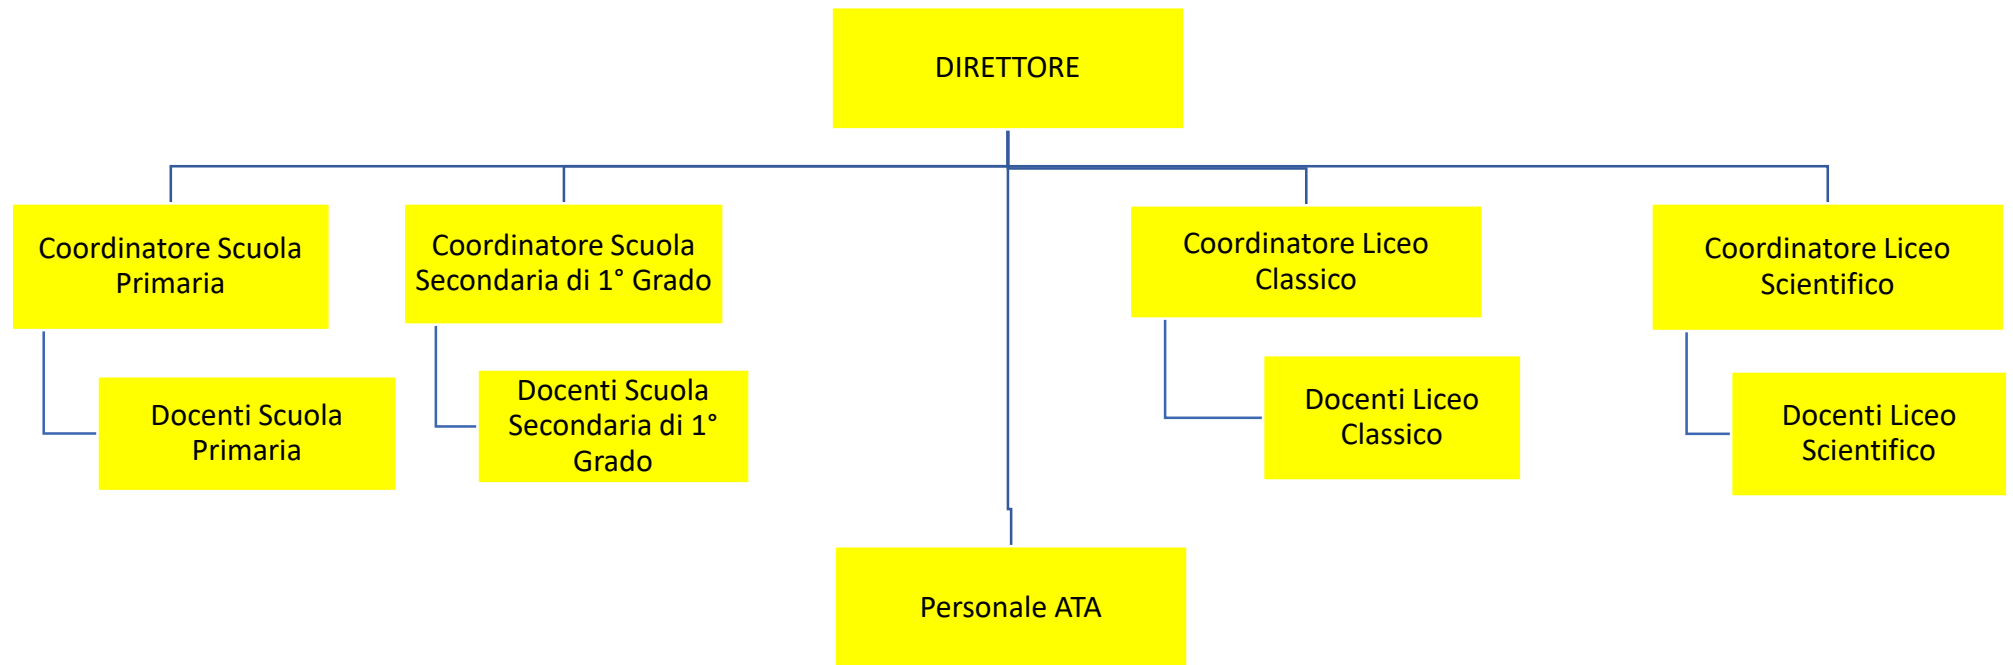 DIRETTORE
Coordinatore Scuola
Primaria
Coordinatore Scuola
Secondaria di 1° Grado
Coordinatore Liceo
Classico
Coordinatore Liceo
Scientifico
Docenti Scuola
Primaria
Docenti Scuola
Secondaria di 1°
Grado
Docenti Liceo
Classico
Docenti Liceo
Scientifico
Personale ATA